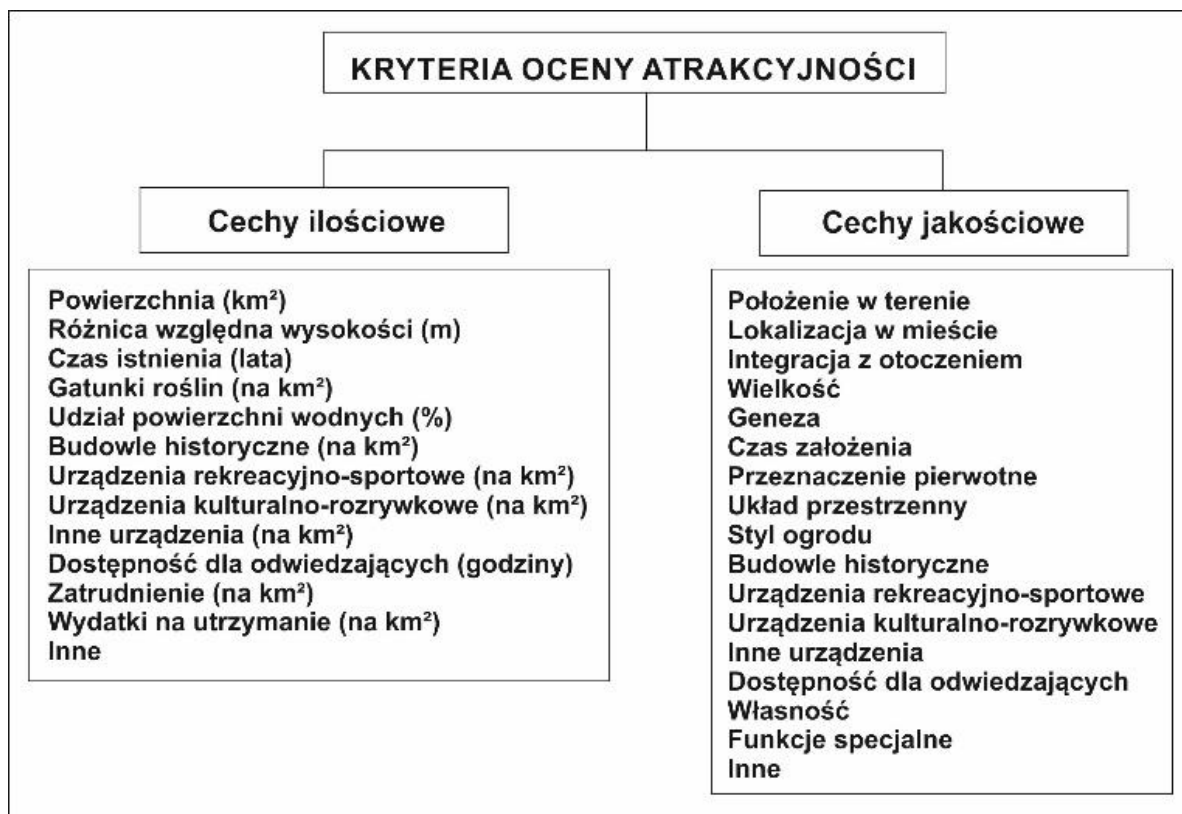 KRYTERIA OCENY ATRAKCYJNOŚCI
Cechy ilościowe
Powierzchnia (km²)
Różnica względna wysokości (m)
Czas istnienia (lata)
Gatunki roślin (na km²)
Udział powierzchni wodnych (%)
Budowle historyczne (na km²)
Urządzenia rekreacyjno-sportowe (na km²)
Urządzenia kulturalno-rozrywkowe (na km²)
Inne urządzenia (na km²)
Dostępność dla odwiedzających (godziny)
Zatrudnienie (na km²)
Wydatki na utrzymanie (na km²)
Inne
Cechy jakościowe
Położenie w terenie
Lokalizacja w mieście
Integracja z otoczeniem
Wielkość
Geneza
Czas założenia
Przeznaczenie pierwotne
Układ przestrzenny
Styl ogrodu
Budowle historyczne
Urządzenia rekreacyjno-sportowe
Urządzenia kulturalno-rozrywkowe
Inne urządzenia
Dostępność dla odwiedzających
Własność
Funkcje specjalne
Inne